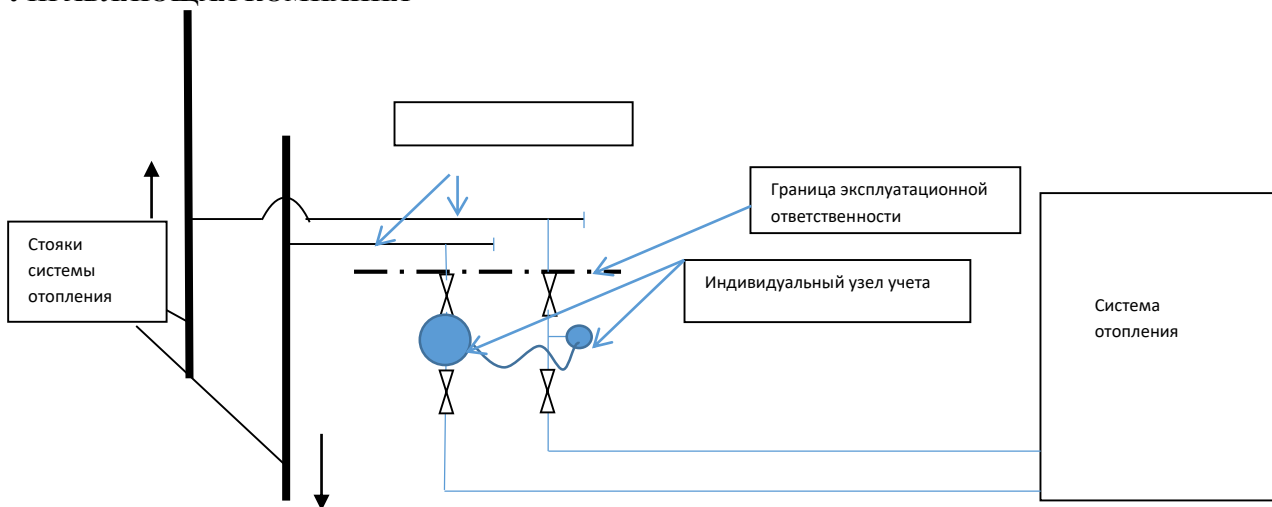 Граница эксплуатационной
ответственности
Стояки
системы
отопления
Индивидуальный узел учета
Система
отопления